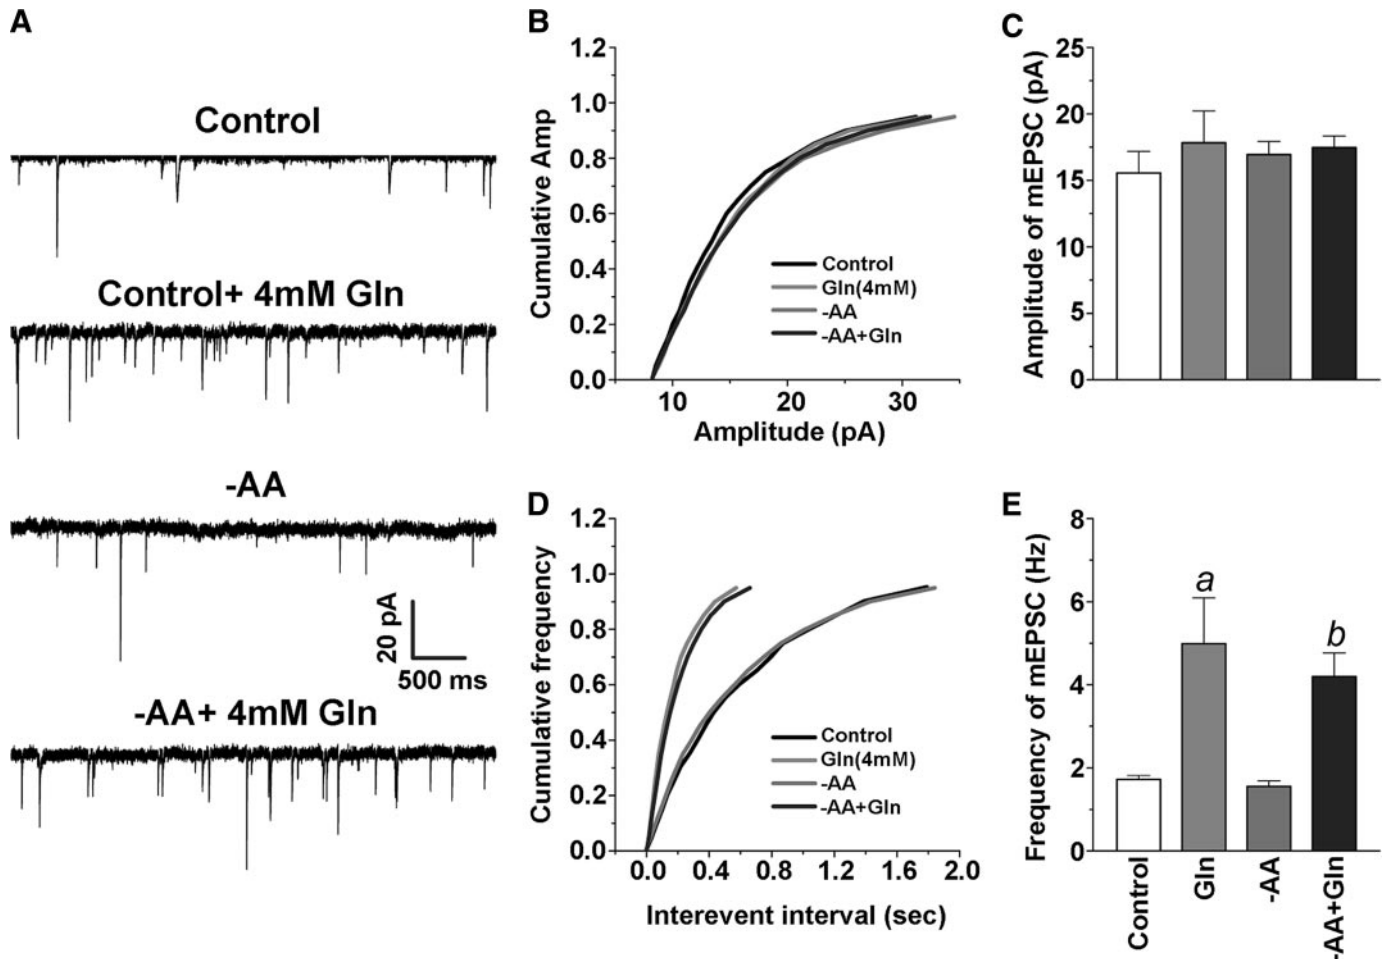 A
Control
Control+ 4mM Gln
-AA
20 pA
500 ms
-AA+ 4mM Gln
B
Cumulative Amp
1.2
1.0
0.8
0.6
0.4
0.2
0.0
10
20
30
Amplitude (pA)
Control
Gln(4mM)
-AA
-AA+Gln
C
Amplitude of mEPSC (pA)
25
20
15
10
5
0
D
Cumulative frequency
1.2
1.0
0.8
0.6
0.4
0.2
0.0
0.0
0.4
0.8
1.2
1.6
2.0
Interevent interval (sec)
Control
Gln(4mM)
-AA
-AA+Gln
E
Frequency of mEPSC (Hz)
8
6
4
2
0
a
b
Control
Gln
-AA
-AA+Gln